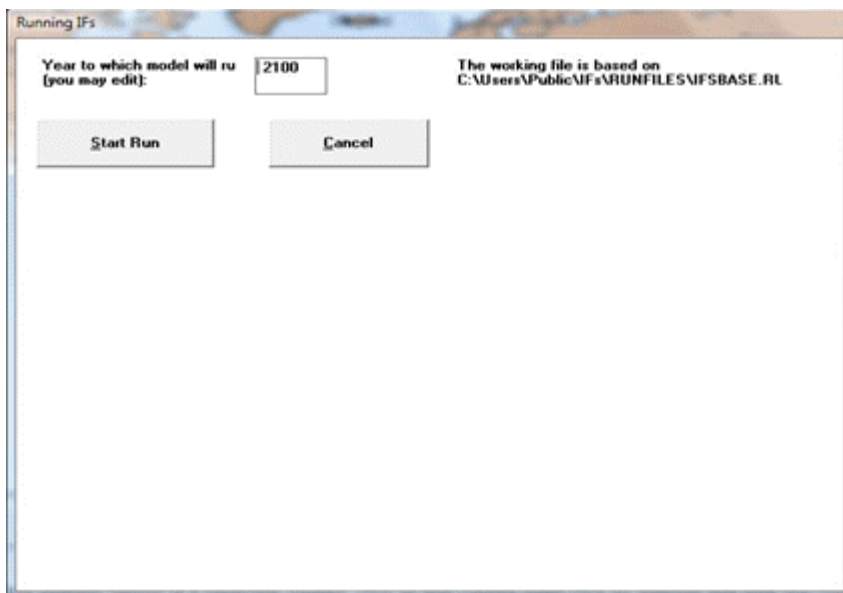 Running IFs
Year to which model will ru
(you may edit):
2100
The working file is based on
C:\Users\Public\IFs\RUNFILES\IFSBASE.RL
Start Run
Cancel